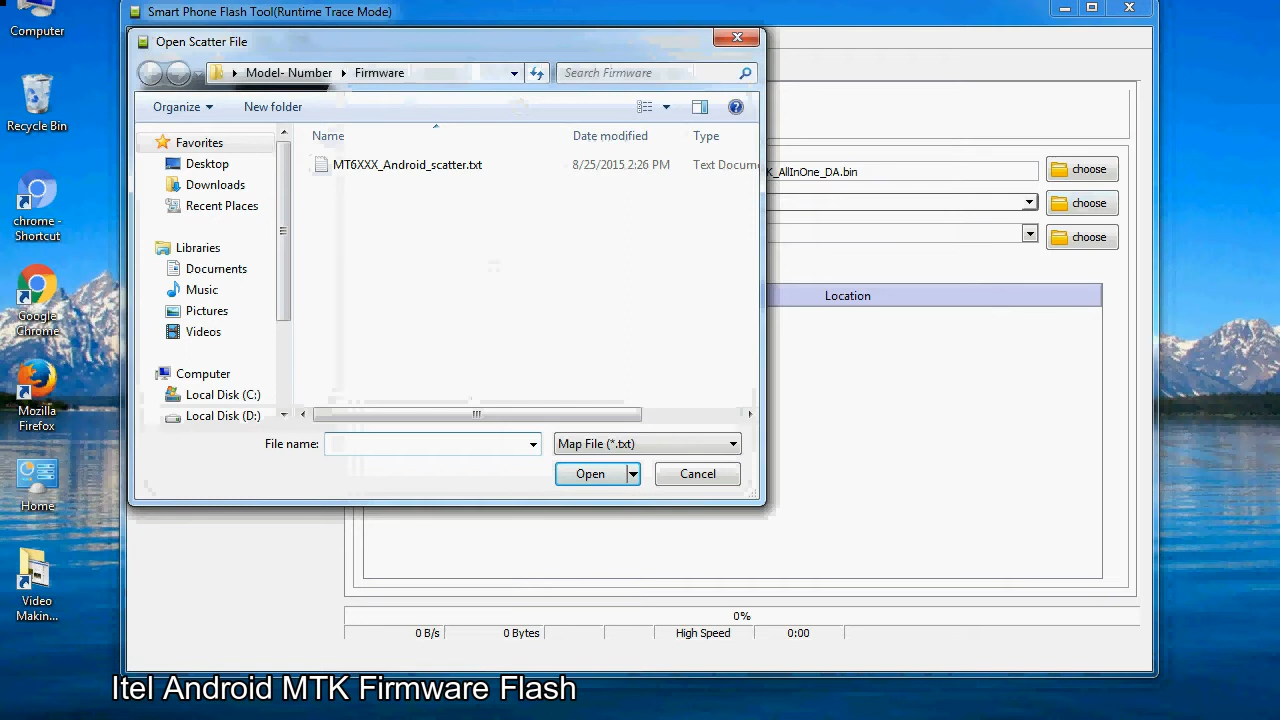 Computer
Recycle Bin
chrome -
Shortcut
Google
Chrome
Mozilla
Firefox
Home
Video
Makin...
Smart Phone Flash Tool(Runtime Trace Mode)
Open Scatter File
Model- Number
Firmware
Search Firmware
Organize
New folder
Favorites
Desktop
Downloads
Recent Places
Libraries
Documents
Music
Pictures
Videos
Computer
Local Disk (C:)
Local Disk (D:)
Name
Date modified
Type
MT6XXX_Android_scatter.txt
8/25/2015 2:26 PM
Text Docum
File name:
Map File (*.txt)
Open
Cancel
K_AllInOne_DA.bin
choose
choose
choose
Location
0%
0 B/s
0 Bytes
High Speed
0:00
Itel Android MTK Firmware Flash